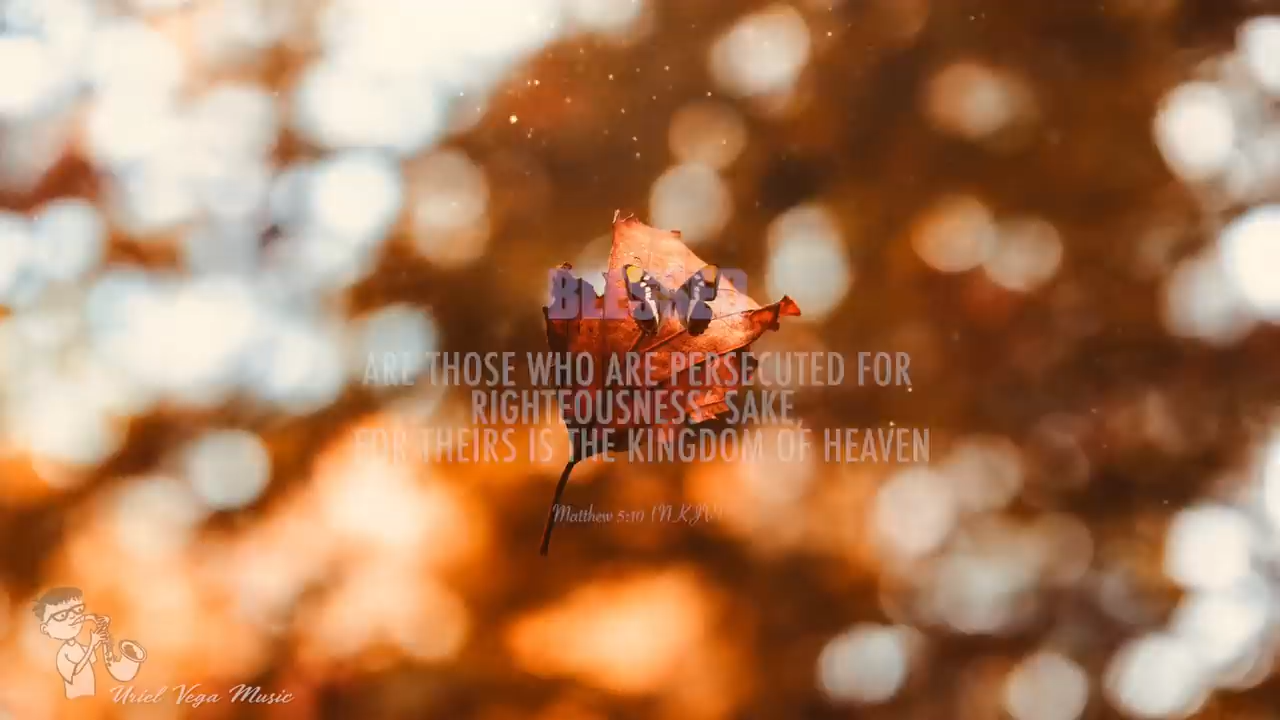 BLESSED
ARE THOSE WHO ARE PERSECUTED FOR
RIGHTEOUSNESS' SAKE
FOR THEIRS IS THE KINGDOM OF HEAVEN
Matthew 5:10 (NKJV)
Uriel Vega Music